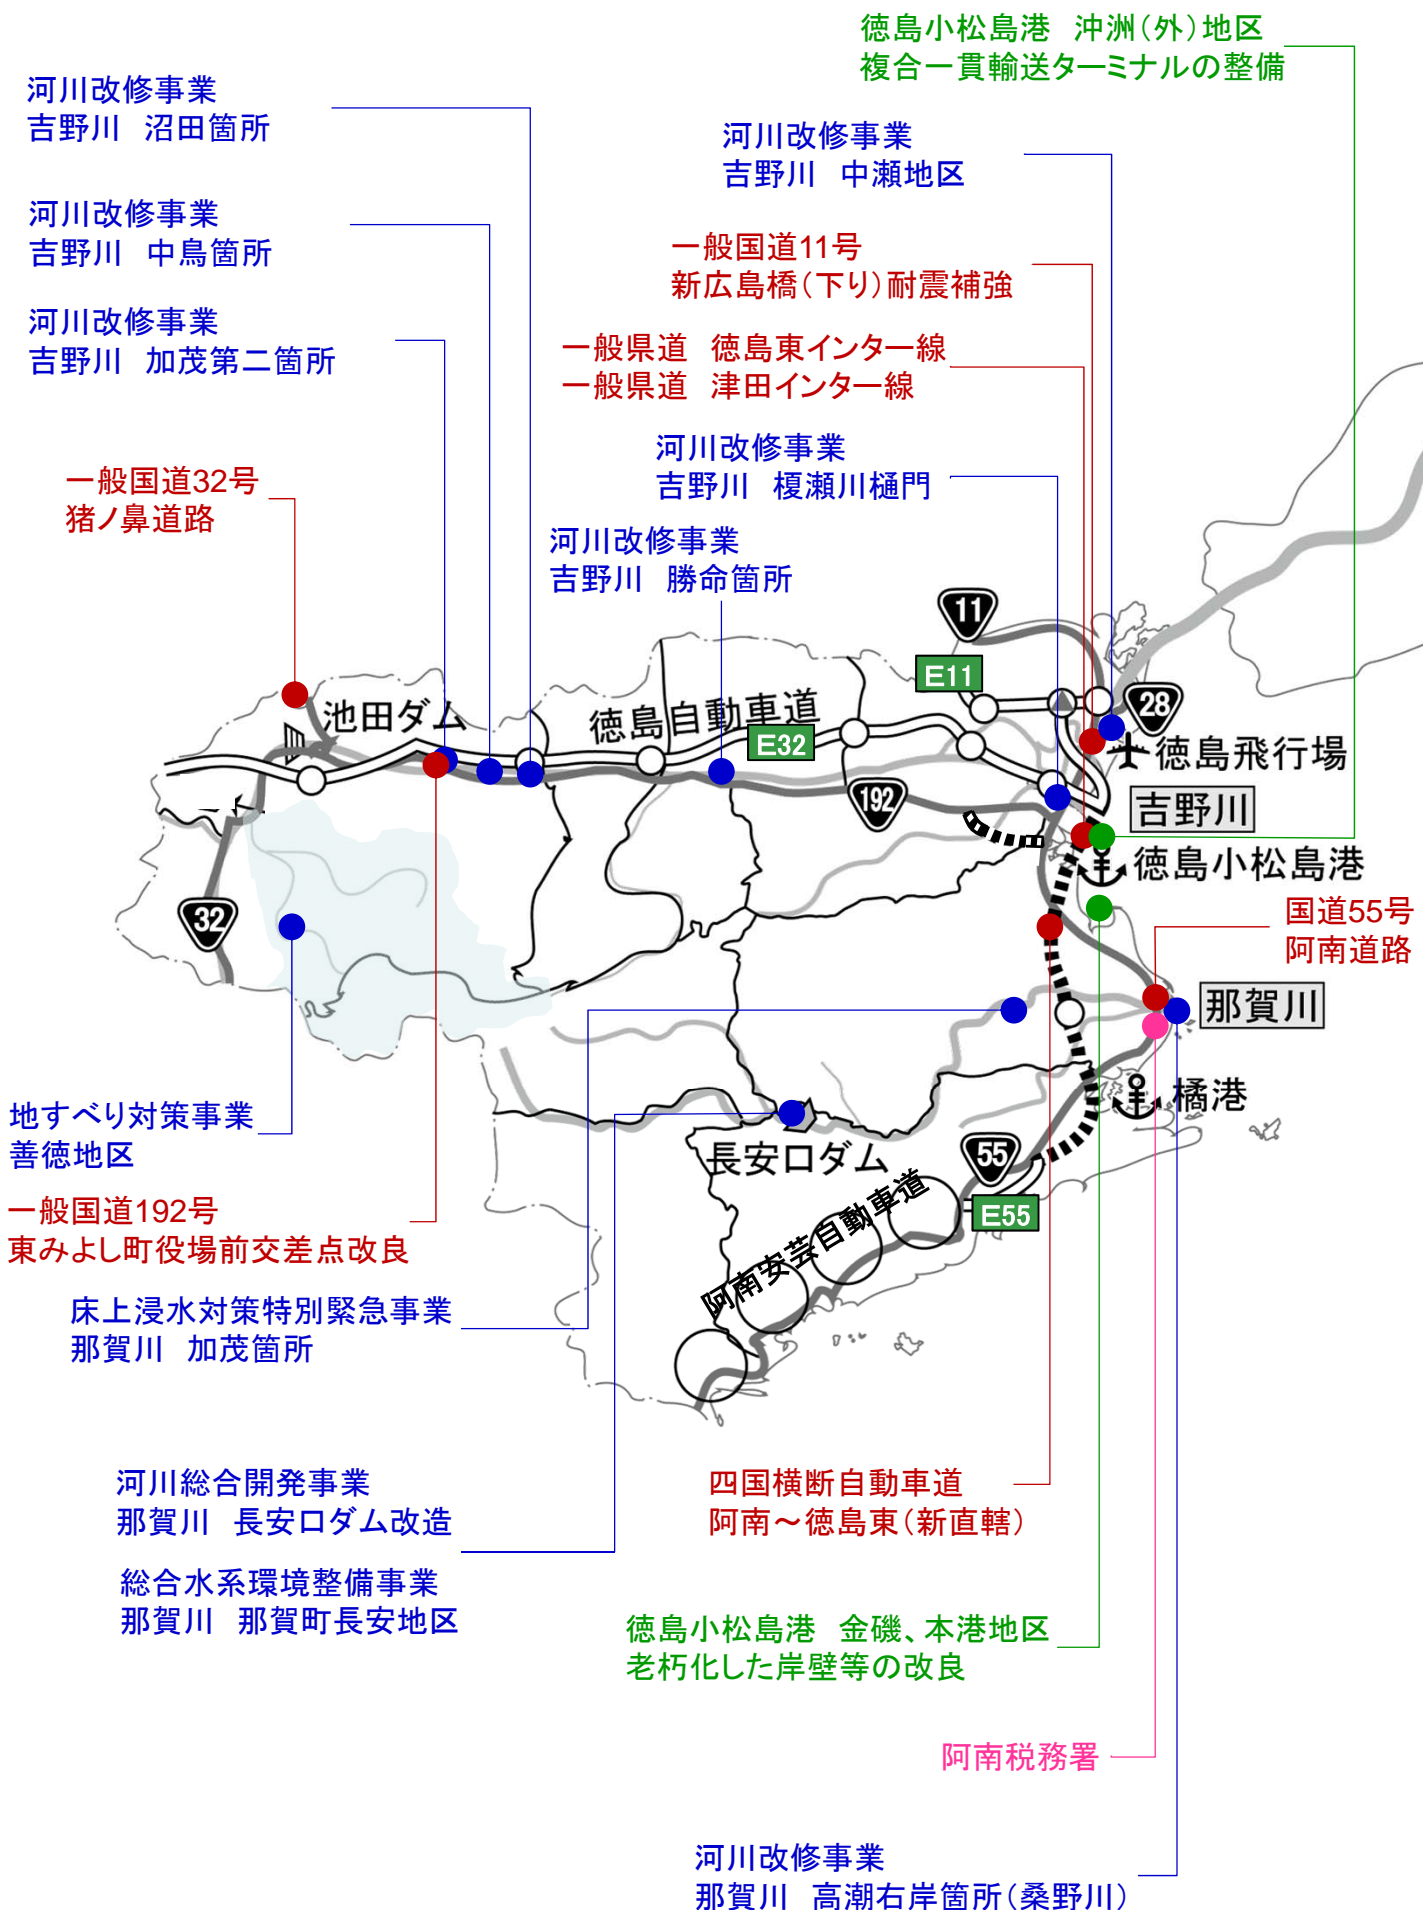 徳島小松島港　沖洲（外）地区
複合一貫輸送ターミナルの整備
河川改修事業
吉野川　沼田箇所
河川改修事業
吉野川　中瀬地区
河川改修事業
吉野川　中鳥箇所
一般国道11号
新広島橋（下り）耐震補強
河川改修事業
吉野川　加茂第二箇所
一般県道　徳島東インター線
一般県道　津田インター線
河川改修事業
吉野川　榎瀬川樋門
一般国道32号
猪ノ鼻道路
河川改修事業
吉野川　勝命箇所
11
E11
28
池田ダム
徳島自動車道
E32
徳島飛行場
192
吉野川
徳島小松島港
32
国道55号
阿南道路
那賀川
橘港
地すべり対策事業
善徳地区
長安口ダム
55
E55
阿南安芸自動車道
一般国道192号
東みよし町役場前交差点改良
床上浸水対策特別緊急事業
那賀川　加茂箇所
河川総合開発事業
那賀川　長安口ダム改造
四国横断自動車道
阿南～徳島東（新直轄）
総合水系環境整備事業
那賀川　那賀町長安地区
徳島小松島港　金磯、本港地区
老朽化した岸壁等の改良
阿南税務署
河川改修事業
那賀川　高潮右岸箇所（桑野川）